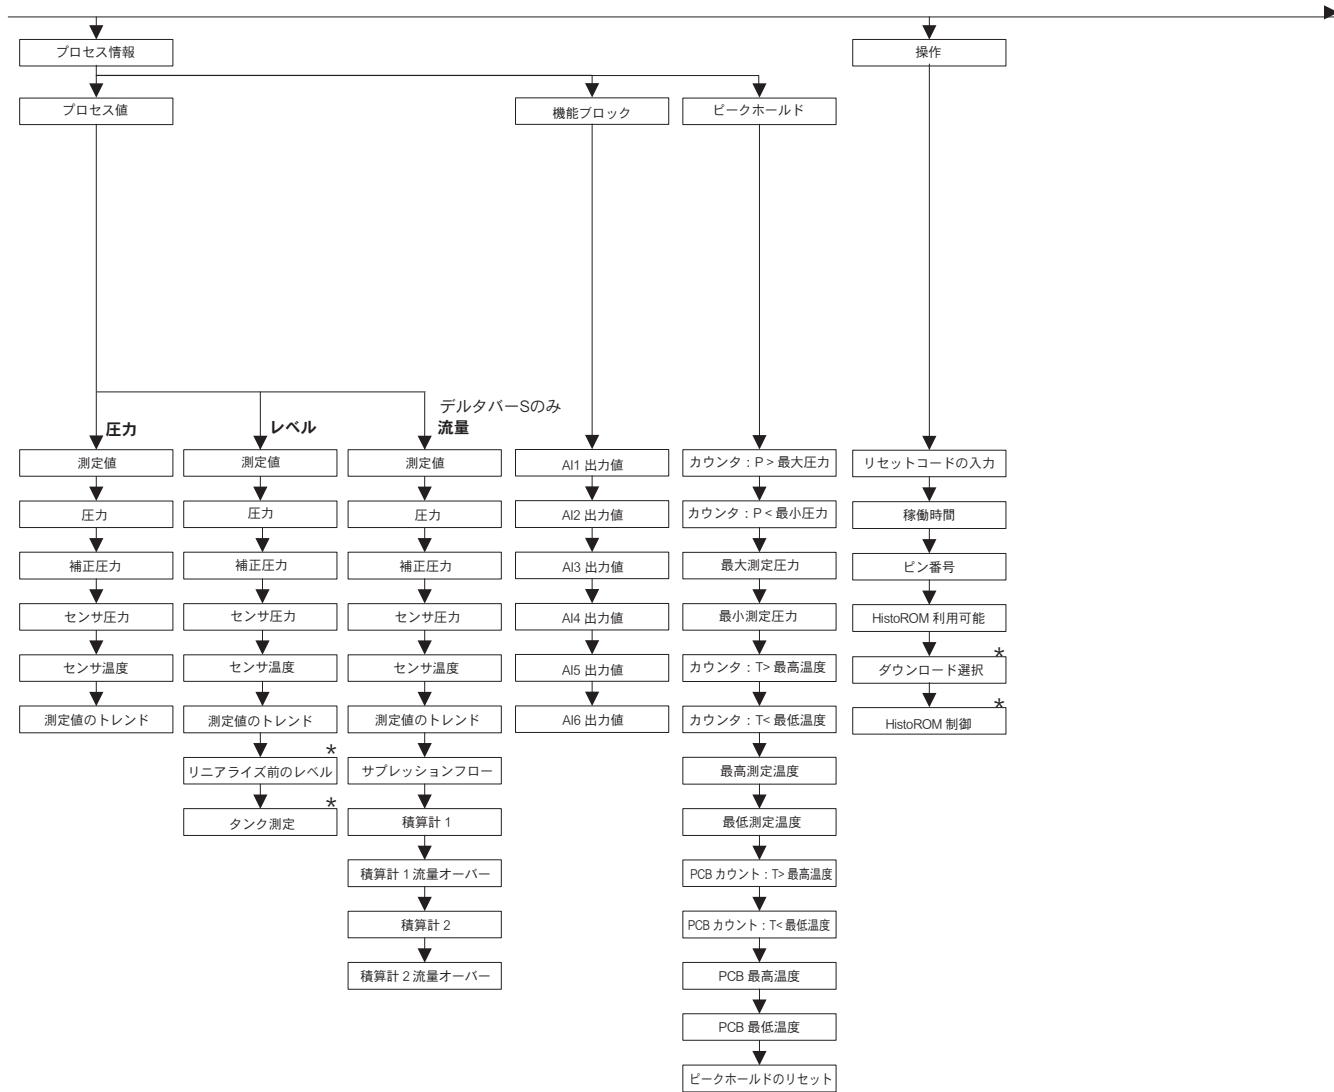 プロセス情報
操作
プロセス値
機能ブロック
ピークホールド
デルタバーSのみ
圧力
レベル
流量
測定値
圧力
補正圧力
センサ圧力
センサ温度
測定値のトレンド
測定値
圧力
補正圧力
センサ圧力
センサ温度
測定値のトレンド
*
リニアライズ前のレベル
*
タンク測定
測定値
圧力
補正圧力
センサ圧力
センサ温度
測定値のトレンド
サプレッションフロー
積算計 1
積算計 1 流量オーバー
積算計 2
積算計 2 流量オーバー
AI1 出力値
AI2 出力値
AI3 出力値
AI4 出力値
AI5 出力値
AI6 出力値
カウンタ：P > 最大圧力
カウンタ：P < 最小圧力
最大測定圧力
最小測定圧力
カウンタ：T> 最高温度
カウンタ：T< 最低温度
最高測定温度
最低測定温度
PCB カウント：T> 最高温度
PCB カウント：T< 最低温度
PCB 最高温度
PCB 最低温度
ピークホールドのリセット
リセットコードの入力
稼働時間
ピン番号
HistoROM 利用可能
*
ダウンロード選択
*
HistoROM 制御